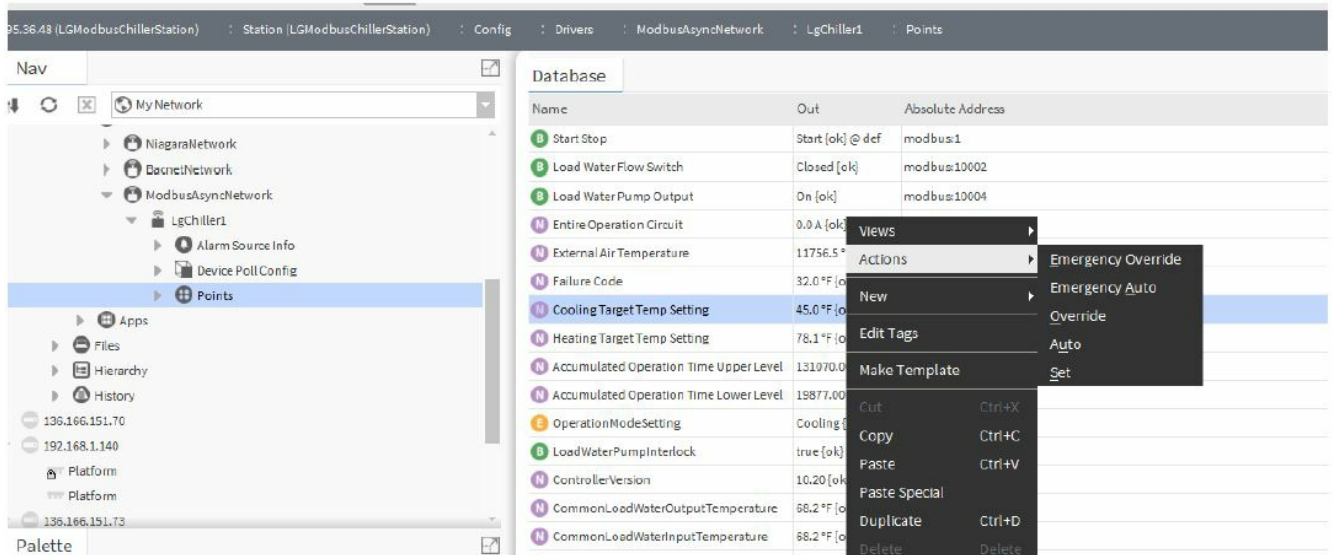 95.36.48 (LGModbusChillerStation) : Station (LGModbusChillerStation) : Config : Drivers : ModbusAsyncNetwork : LgChiller1 : Points
Nav
My Network
NiagaraNetwork
BacnetNetwork
ModbusAsyncNetwork
LgChiller1
Alarm Source Info
Device Poll Config
Points
Apps
Files
Hierarchy
History
136.166.151.70
192.168.1.140
Platform
Platform
136.166.151.73
Palette
Database
Name Out Absolute Address
B Start Stop Start {ok} @ def modbus:1
B Load Water Flow Switch Closed {ok} modbus:10002
B Load Water Pump Output On {ok} modbus:10004
N Entire Operation Circuit 0.0 A {ok}
N External Air Temperature 11756.5 °
N Failure Code 32.0 °F {o
N Cooling Target Temp Setting 45.0 °F {o
N Heating Target Temp Setting 78.1 °F {o
N Accumulated Operation Time Upper Level 131070.0
N Accumulated Operation Time Lower Level 19877.00
E OperationModeSetting Cooling {
B LoadWaterPumpInterlock true {ok}
N ControllerVersion 10.20 {ok
N CommonLoadWaterOutputTemperature 68.2 °F {o
N CommonLoadWaterInputTemperature 68.2 °F {o
Views
Actions
New
Edit Tags
Make Template
Cut Ctrl+X
Copy Ctrl+C
Paste Ctrl+V
Paste Special
Duplicate Ctrl+D
Delete Delete
Emergency Override
Emergency Auto
Override
Auto
Set